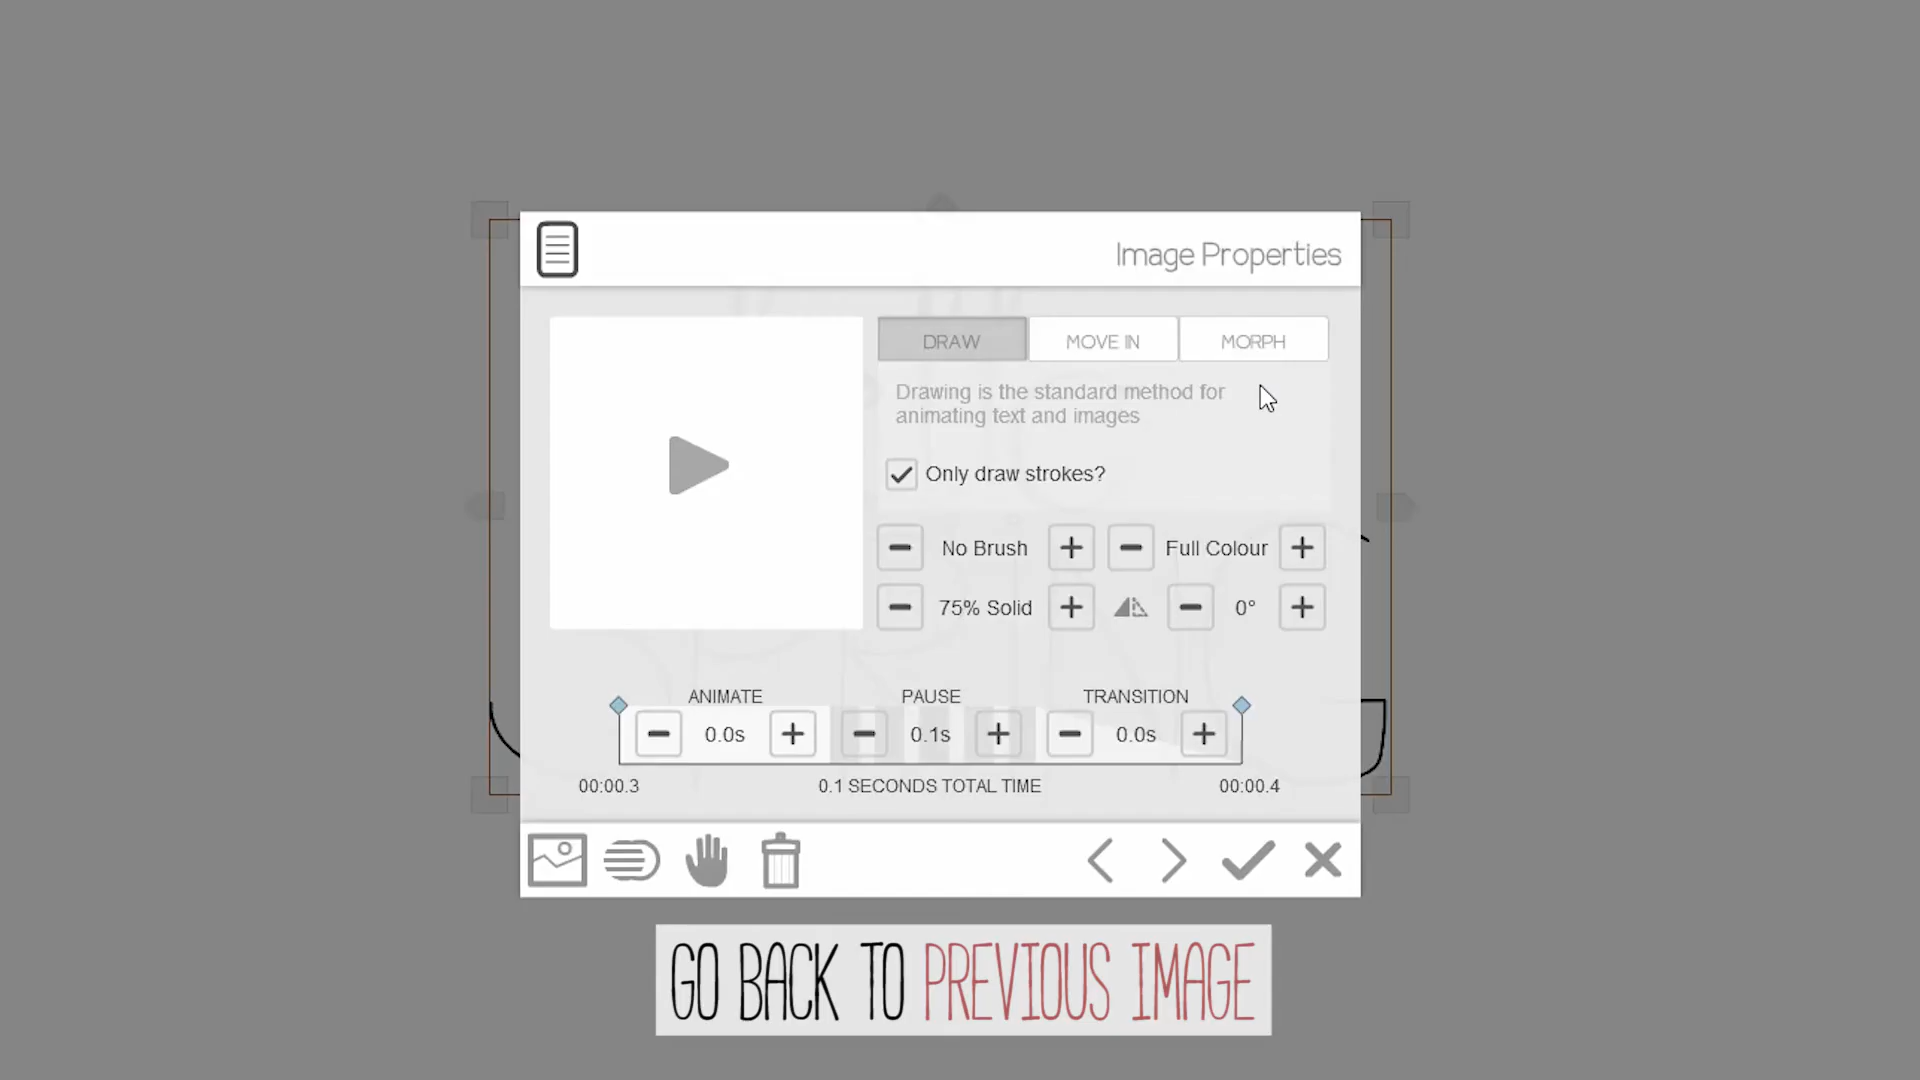 Image Properties
DRAW MOVE IN MORPH
Drawing is the standard method for
animating text and images
Only draw strokes?
No Brush Full Colour
75% Solid 0°
ANIMATE PAUSE TRANSITION
0.0s 0.1s 0.0s
00:00.3 0.1 SECONDS TOTAL TIME 00:00.4
GO BACK TO PREVIOUS IMAGE